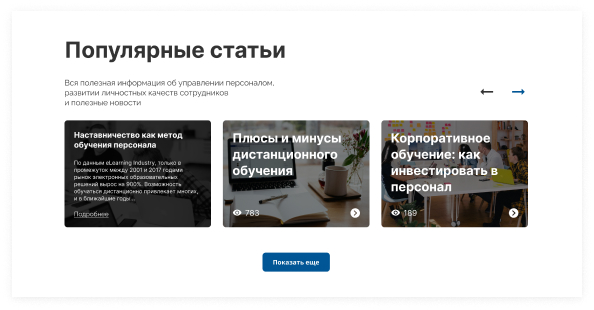 Популярные статьи
Вся полезная информация об управлении персоналом,
развитии личностных качеств сотрудников
и полезные новости
Наставничество как метод
обучения персонала
По данным eLearning Industry, только в
промежуток между 2001 и 2017 годами
рынок электронных образовательных
решений вырос на 900%. Возможность
обучаться дистанционно привлекает многих,
и в ближайшие годы ...
Подробнее
Плюсы и минусы
дистанционного
обучения
783
Корпоративное
обучение: как
инвестировать в
персонал
189
Показать еще